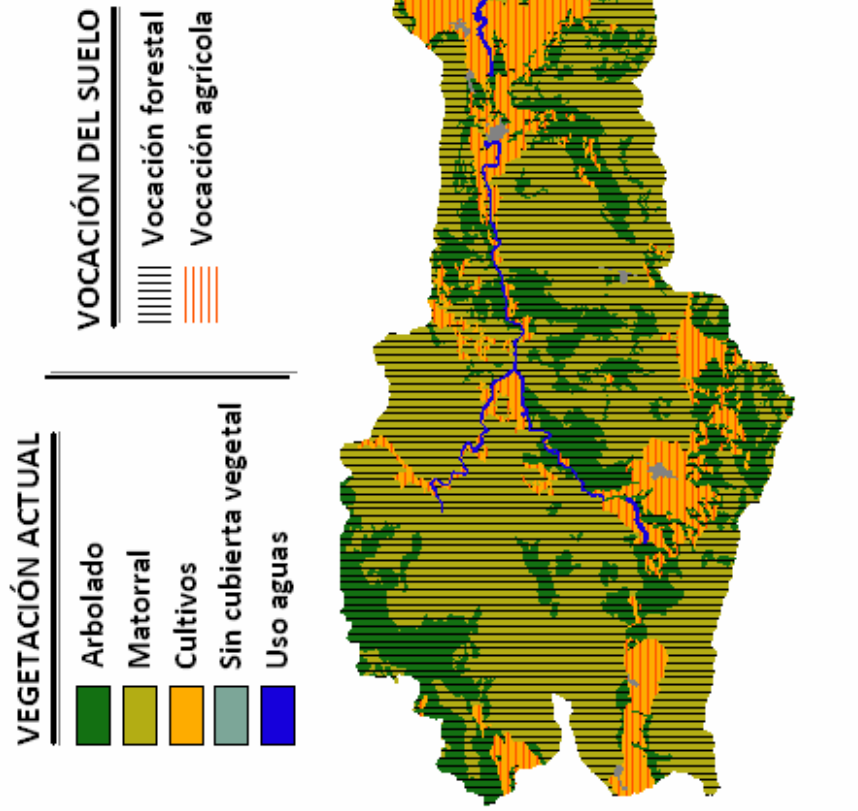 VEGETACIÓN ACTUAL
Arbolado
Matorral
Cultivos
Sin cubierta vegetal
Uso aguas
VOCACIÓN DEL SUELO
Vocación forestal
Vocación agrícola